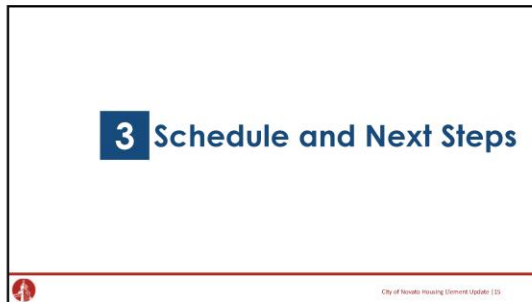 3 Schedule and Next Steps
City of Novato Housing Element Update |15